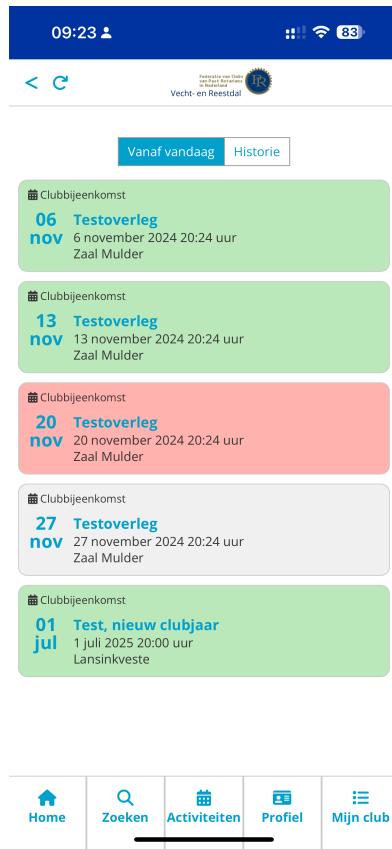 09:23
83
< 
Federatie van Clubs
van Past Rotarians
in Nederland
PR
Vecht- en Reestdal
Vanaf vandaag Historie
Clubbijeenkomst
06 nov
Testoverleg
6 november 2024 20:24 uur
Zaal Mulder
Clubbijeenkomst
13 nov
Testoverleg
13 november 2024 20:24 uur
Zaal Mulder
Clubbijeenkomst
20 nov
Testoverleg
20 november 2024 20:24 uur
Zaal Mulder
Clubbijeenkomst
27 nov
Testoverleg
27 november 2024 20:24 uur
Zaal Mulder
Clubbijeenkomst
01 jul
Test, nieuw clubjaar
1 juli 2025 20:00 uur
Lansinkveste
Home Zoeken Activiteiten Profiel Mijn club